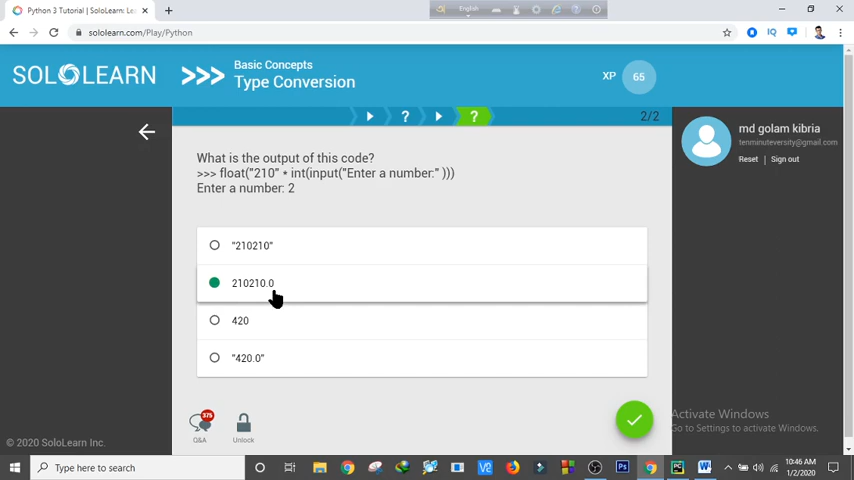 Python 3 Tutorial | SoloLearn: Lea
English
sololearn.com/Play/Python
IQ
SOLOLEARN
Basic Concepts
Type Conversion
XP 65
? ? 2/2
md golam kibria
tenminuteversity@gmail.com
Reset | Sign out
What is the output of this code?
>>> float("210" * int(input("Enter a number:" )))
Enter a number: 2
"210210"
210210.0
420
"420.0"
375
Q&A
Unlock
Activate Windows
Go to Settings to activate Windows.
© 2020 SoloLearn Inc.
Type here to search
10:46 AM
1/2/2020